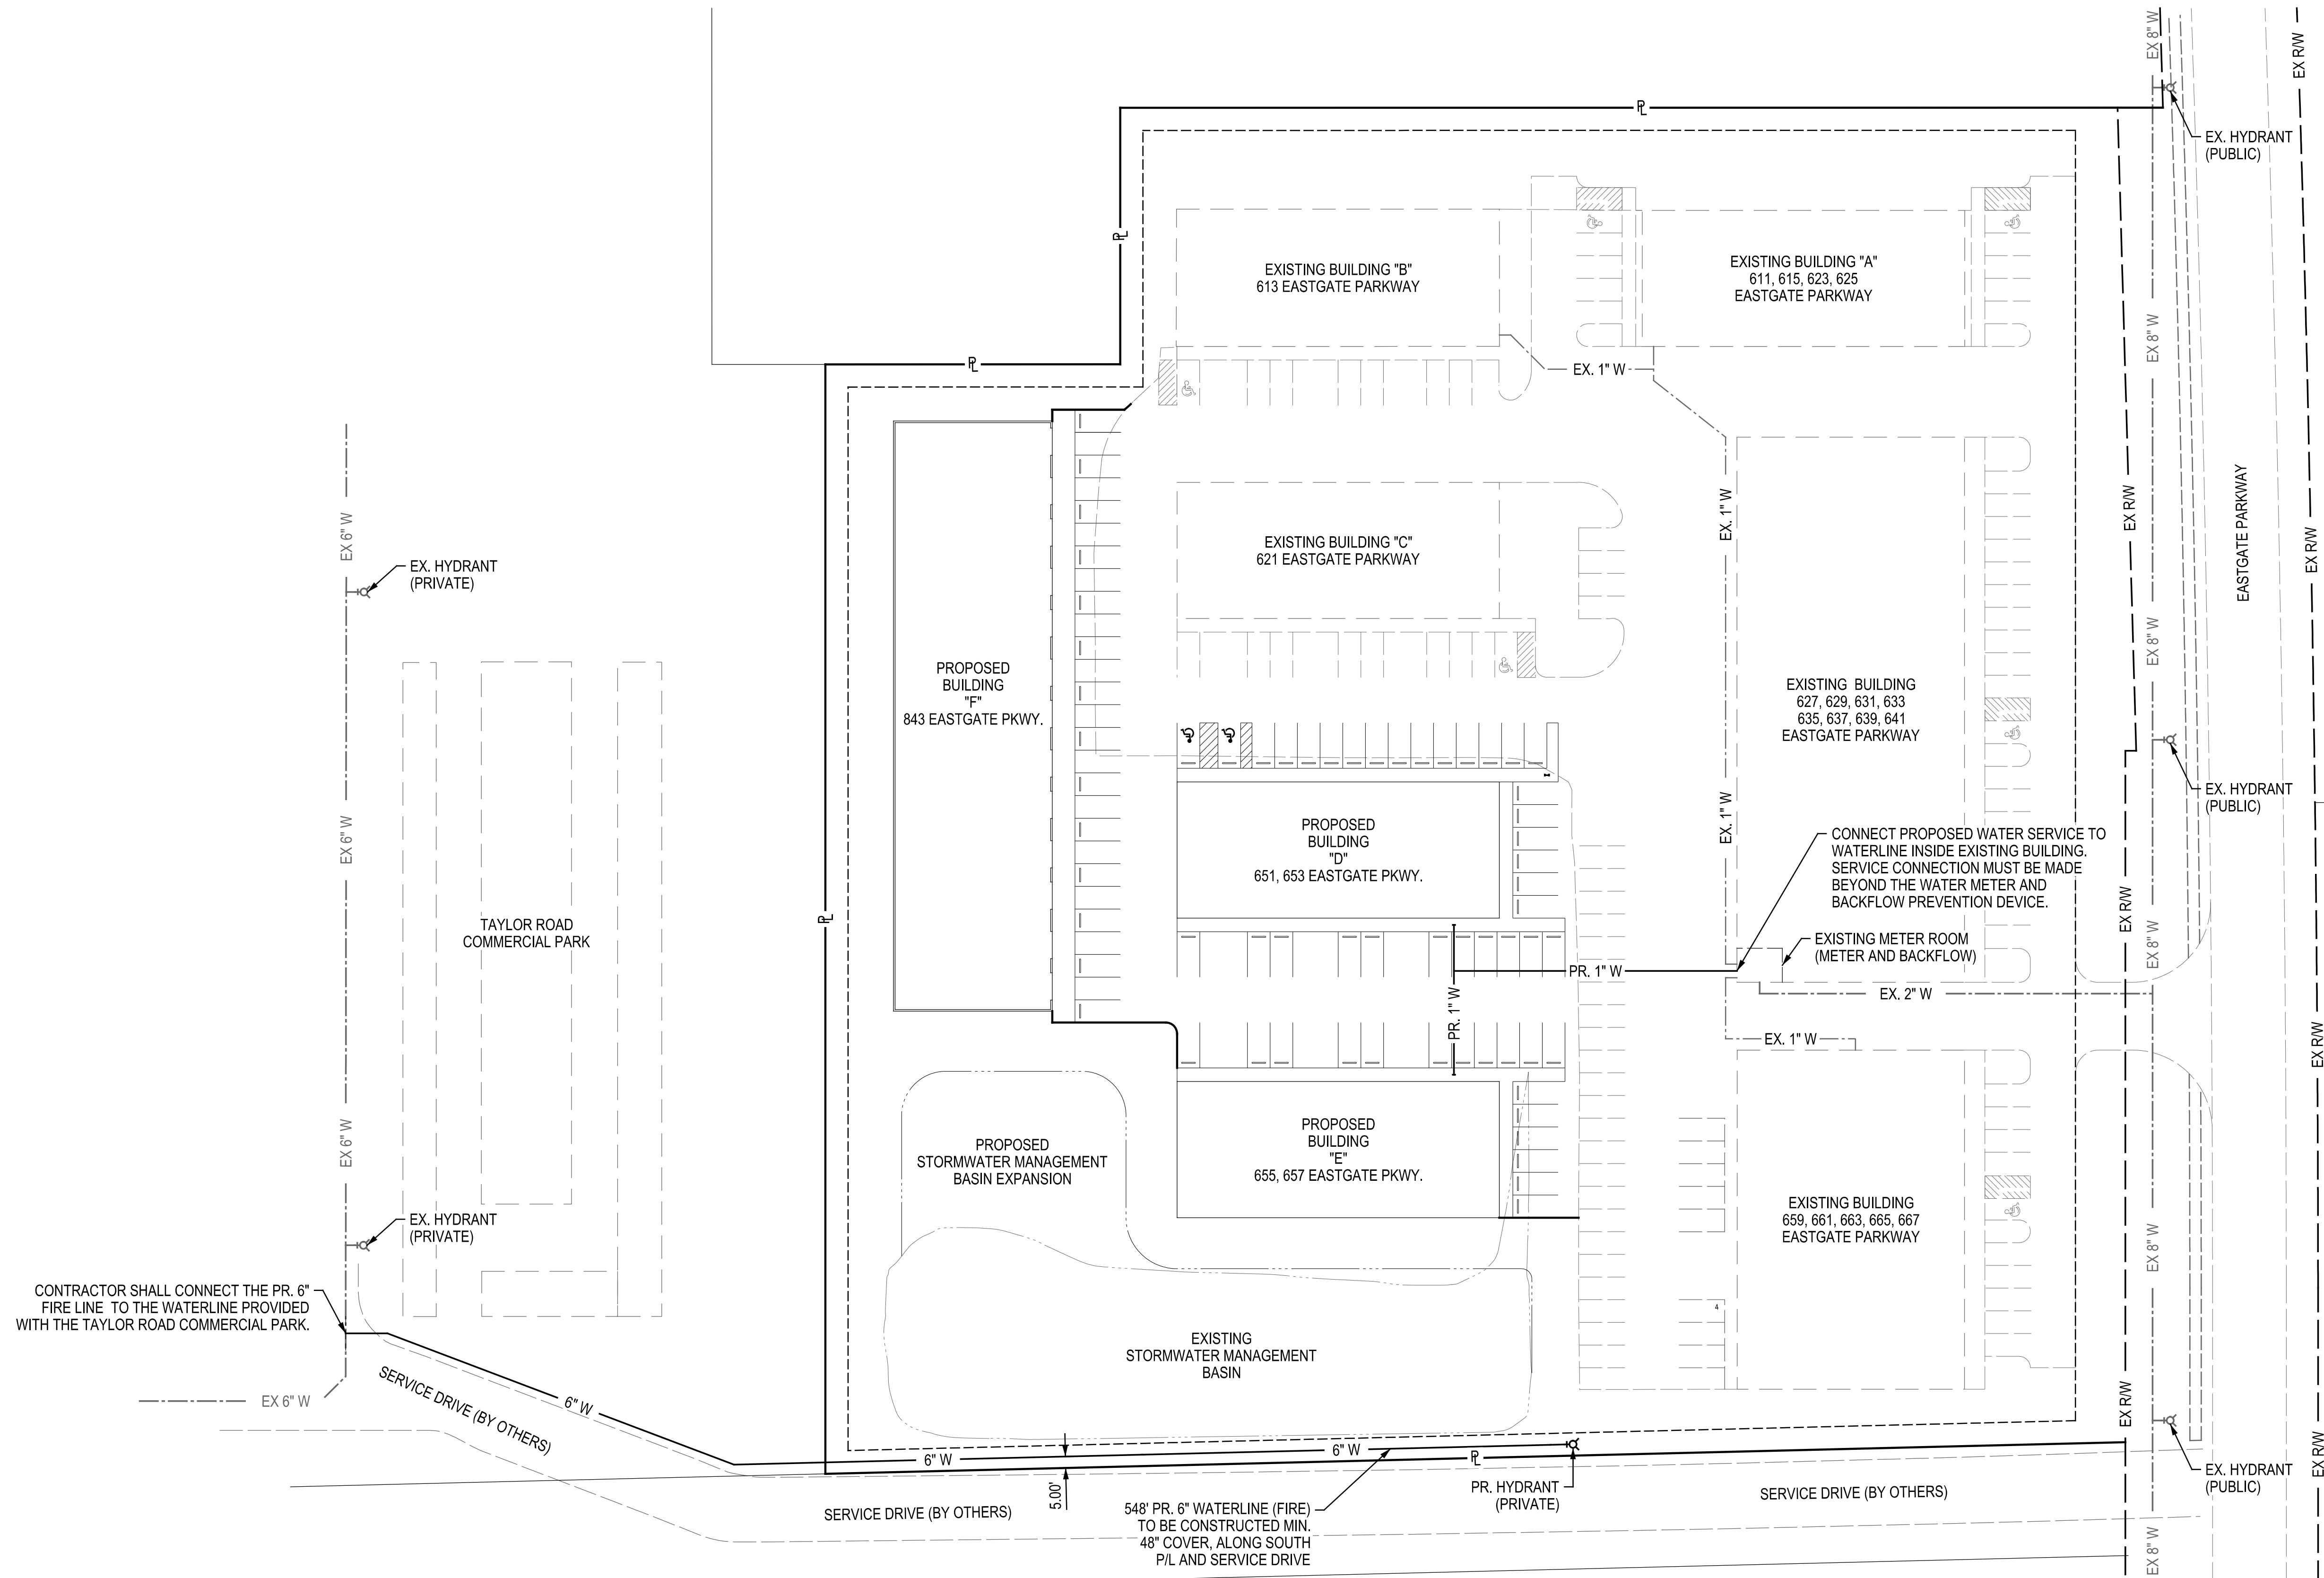 EX 8" W
EX R/W
PL
EX. HYDRANT
(PUBLIC)
PL
EXISTING BUILDING "B"
613 EASTGATE PARKWAY
EXISTING BUILDING "A"
611, 615, 623, 625
EASTGATE PARKWAY
EX 8" W
PL
EX. 1" W
EX 6" W
EX. HYDRANT
(PRIVATE)
EXISTING BUILDING "C"
621 EASTGATE PARKWAY
EX. 1" W
EX R/W
EASTGATE PARKWAY
EX R/W
EX 8" W
PROPOSED
BUILDING
"F"
843 EASTGATE PKWY.
EXISTING  BUILDING
627, 629, 631, 633
635, 637, 639, 641
EASTGATE PARKWAY
EX. HYDRANT
(PUBLIC)
EX 6" W
PROPOSED
BUILDING
"D"
651, 653 EASTGATE PKWY.
EX. 1" W
CONNECT PROPOSED WATER SERVICE TO
WATERLINE INSIDE EXISTING BUILDING.
SERVICE CONNECTION MUST BE MADE
BEYOND THE WATER METER AND
BACKFLOW PREVENTION DEVICE.
TAYLOR ROAD
COMMERCIAL PARK
PL
EX R/W
EX 8" W
EXISTING METER ROOM
(METER AND BACKFLOW)
PR. 1" W
PR. 1" W
EX. 2" W
EX. 1" W
EX R/W
EX 6" W
PROPOSED
STORMWATER MANAGEMENT
BASIN EXPANSION
PROPOSED
BUILDING
"E"
655, 657 EASTGATE PKWY.
EXISTING BUILDING
659, 661, 663, 665, 667
EASTGATE PARKWAY
EX. HYDRANT
(PRIVATE)
EX 8" W
CONTRACTOR SHALL CONNECT THE PR. 6"
FIRE LINE  TO THE WATERLINE PROVIDED
WITH THE TAYLOR ROAD COMMERCIAL PARK.
4
EXISTING
STORMWATER MANAGEMENT
BASIN
EX 6" W
SERVICE DRIVE (BY OTHERS)
6" W
EX R/W
EX R/W
6" W
6" W
PL
EX. HYDRANT
(PUBLIC)
5.00'
PR. HYDRANT
(PRIVATE)
SERVICE DRIVE (BY OTHERS)
SERVICE DRIVE (BY OTHERS)
548' PR. 6" WATERLINE (FIRE)
TO BE CONSTRUCTED MIN.
48" COVER, ALONG SOUTH
P/L AND SERVICE DRIVE
EX 8" W